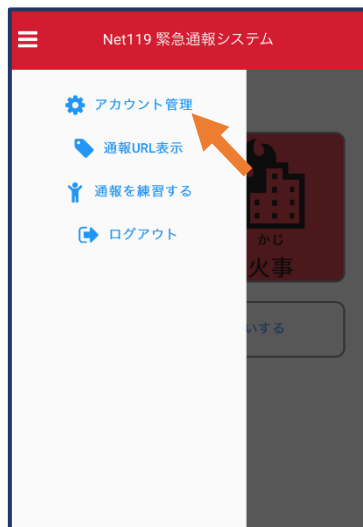 Net119 緊急通報システム
アカウント管理
通報URL表示
通報を練習する
ログアウト
かじ
火事
いする